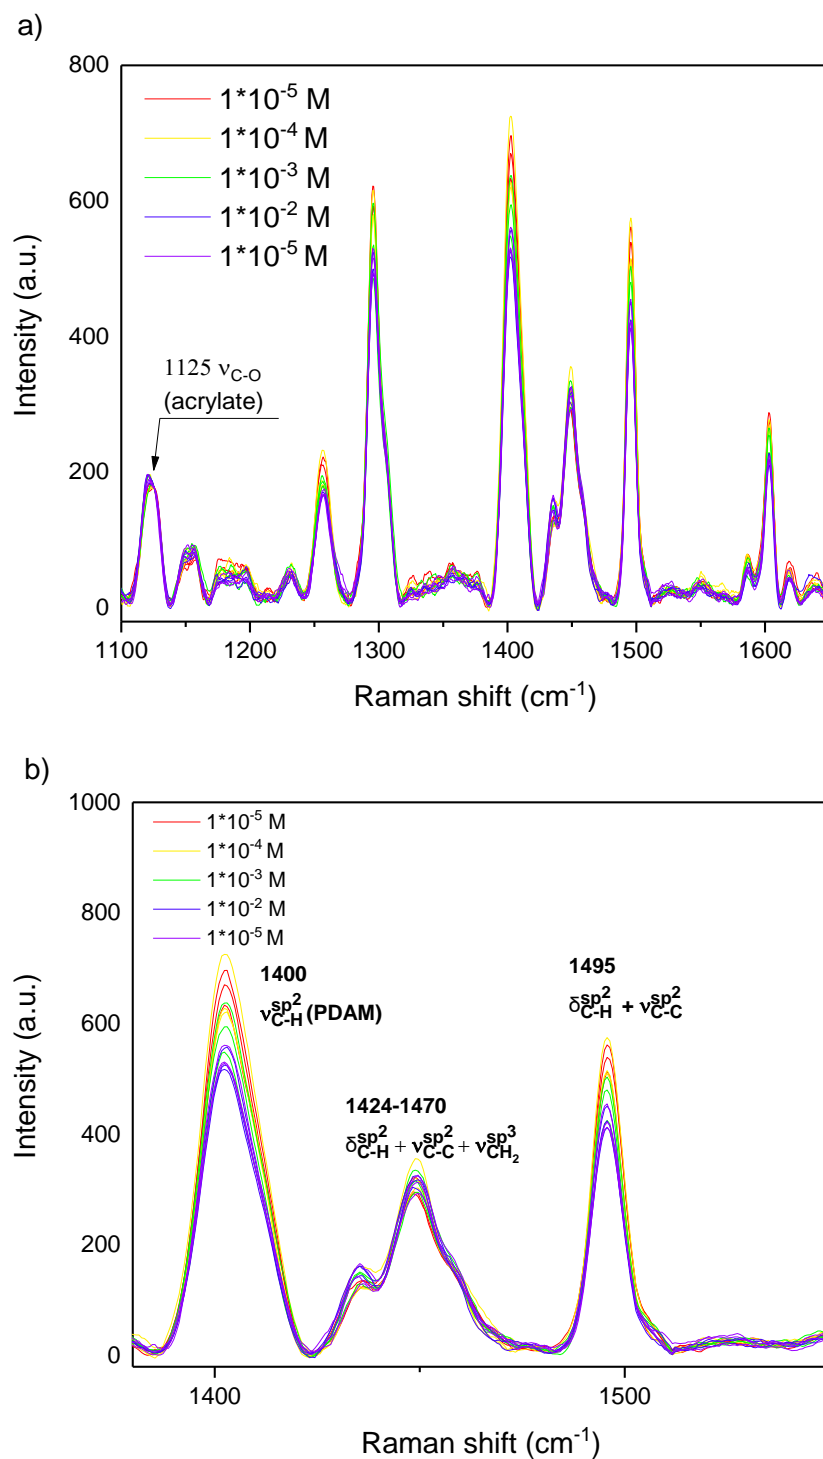 a)
800
600
400
200
0
Intensity (a.u.)
1*10-5 M
1*10-4 M
1*10-3 M
1*10-2 M
1*10-5 M
1125 νC-O
(acrylate)
1100 1200 1300 1400 1500 1600
Raman shift (cm-1)
b)
1000
800
600
400
200
0
Intensity (a.u.)
1*10-5 M
1*10-4 M
1*10-3 M
1*10-2 M
1*10-5 M
1400
νsp2C-H (PDAM)
1424-1470
δsp2C-H + νsp2C-C + νsp3CH2
1495
δsp2C-H + νsp2C-C
1400 1500
Raman shift (cm-1)